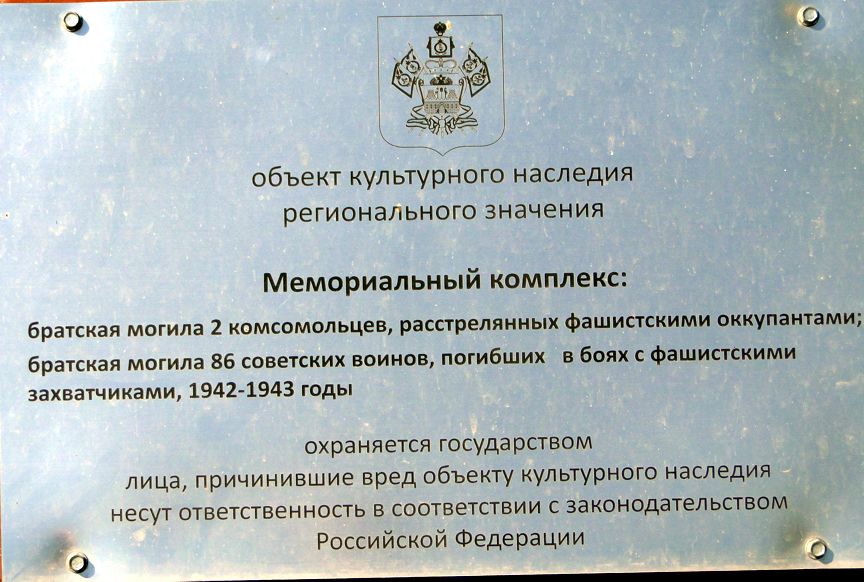 объект культурного наследия
регионального значения
Мемориальный комплекс:
братская могила 2 комсомольцев, расстрелянных фашистскими оккупантами;
братская могила 86 советских воинов, погибших в боях с фашистскими
захватчиками, 1942-1943 годы
охраняется государством
лица, причинившие вред объекту культурного наследия
несут ответственность в соответствии с законодательством
Российской Федерации